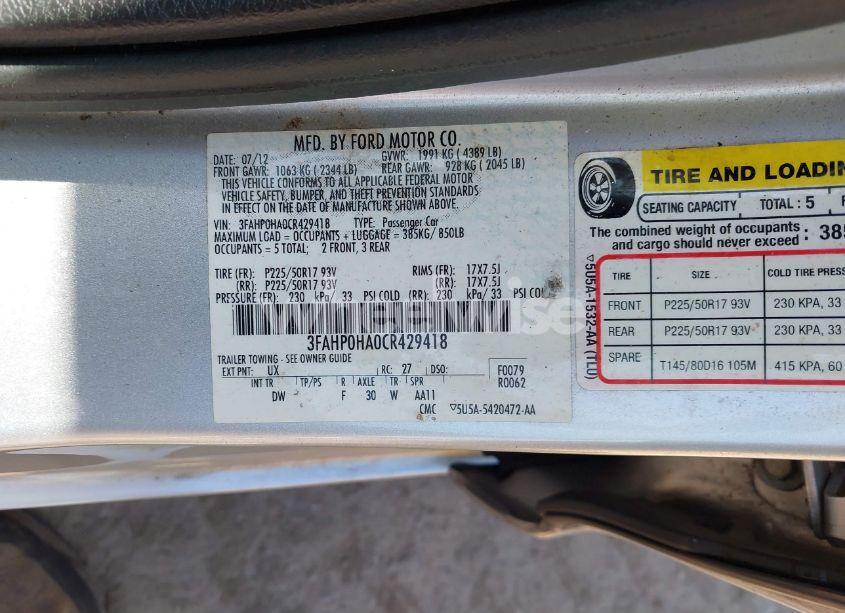 MFD. BY FORD MOTOR CO.
DATE: 07/12 GVWR: 1991 KG ( 4389 LB)
FRONT GAWR: 1063 KG ( 2344 LB) REAR GAWR: 928 KG ( 2045 LB)
THIS VEHICLE CONFORMS TO ALL APPLICABLE FEDERAL MOTOR
VEHICLE SAFETY, BUMPER, AND THEFT PREVENTION STANDARDS
IN EFFECT ON THE DATE OF MANUFACTURE SHOWN ABOVE.
VIN: 3FAHP0HA0CR429418 TYPE: Passenger Car
MAXIMUM LOAD = OCCUPANTS + LUGGAGE = 385KG/ 850LB
OCCUPANTS = 5 TOTAL; 2 FRONT, 3 REAR
TIRE (FR): P225/50R17 93V RIMS (FR): 17X7.5J
(RR): P225/50R17 93V (RR): 17X7.5J
PRESSURE (FR): 230 kPa/ 33 PSI COLD (RR): 230 kPa/ 33 PSI COLD
3FAHP0HA0CR429418
TRAILER TOWING - SEE OWNER GUIDE
EXT PNT: UX RC: 27 DSO: F0079
R0062
INT TR TP/PS R AXLE TR SPR
DW F 30 W AA11
CMC ▽5U5A-5420472-AA
TIRE AND LOADIN
SEATING CAPACITY TOTAL : 5 F
The combined weight of occupants
and cargo should never exceed : 385
TIRE SIZE COLD TIRE PRESS
FRONT P225/50R17 93V 230 KPA, 33
REAR P225/50R17 93V 230 KPA, 33
SPARE T145/80D16 105M 415 KPA, 60
▽5U5A-1532-AA (TLU)